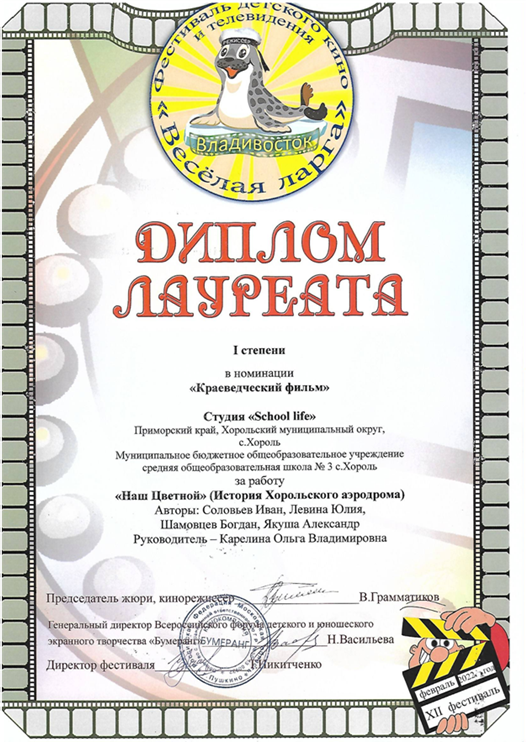 Фестиваль детского кино
и телевидения
РЕЖИССЕР
Владивосток
«Весёлая ларга»
ДИПЛОМ
ЛАУРЕАТА
I степени
в номинации
«Краеведческий фильм»
Студия «School life»
Приморский край, Хорольский муниципальный округ,
с.Хороль
Муниципальное бюджетное общеобразовательное учреждение
средняя общеобразовательная школа № 3 с.Хороль
за работу
«Наш Цветной» (История Хорольского аэродрома)
Авторы: Соловьев Иван, Левина Юлия,
Шамовцев Богдан, Якуша Александр
Руководитель – Карелина Ольга Владимировна
Председатель жюри, кинорежиссер В.Грамматиков
Генеральный директор Всероссийского форума детского и юношеского
экранного творчества «Бумеранг» Н.Васильева
БУМЕРАНГ
Директор фестиваля Г.Никитченко
февраль 2022 год
XII фестиваль